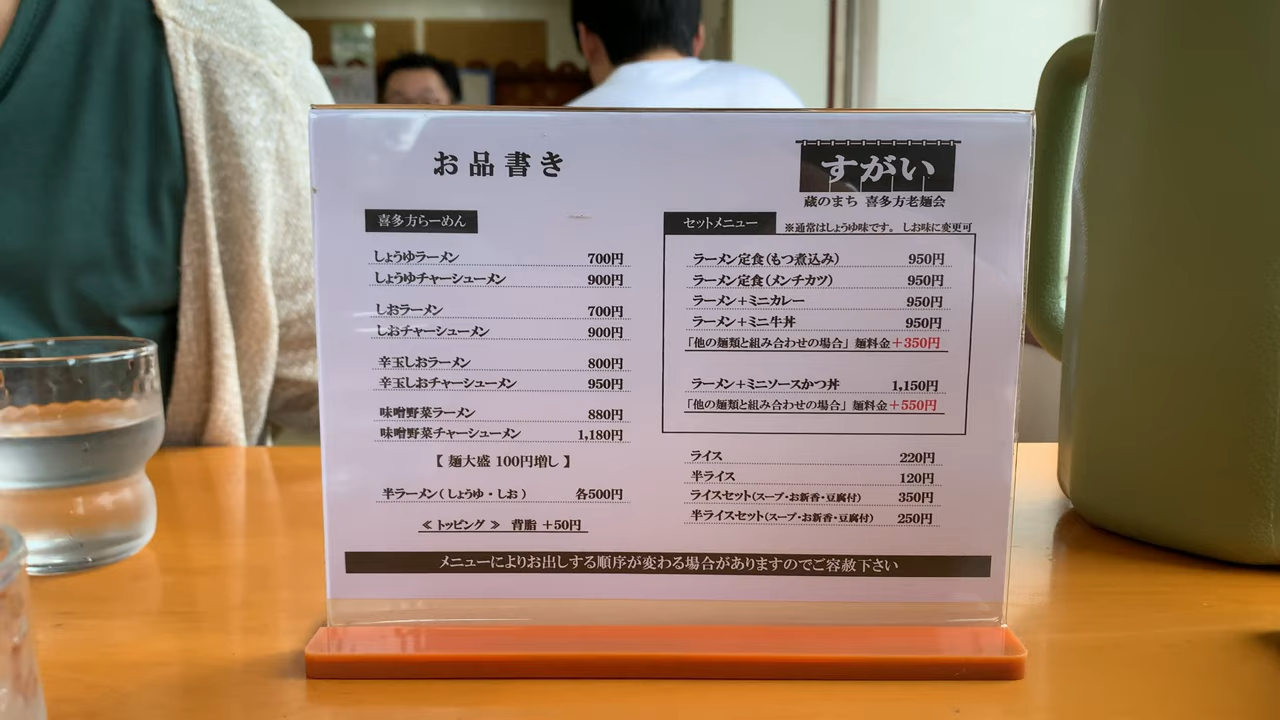 お品書き
すがい
蔵のまち 喜多方老麺会
喜多方らーめん
しょうゆラーメン 700円
しょうゆチャーシューメン 900円
しおラーメン 700円
しおチャーシューメン 900円
辛玉しおラーメン 800円
辛玉しおチャーシューメン 950円
味噌野菜ラーメン 880円
味噌野菜チャーシューメン 1,180円
【 麺大盛 100円増し 】
半ラーメン(しょうゆ・しお) 各500円
≪ トッピング ≫ 背脂 +50円
セットメニュー ※通常はしょうゆ味です。 しお味に変更可
ラーメン定食(もつ煮込み) 950円
ラーメン定食(メンチカツ) 950円
ラーメン+ミニカレー 950円
ラーメン+ミニ牛丼 950円
「他の麺類と組み合わせの場合」 麺料金+350円
ラーメン+ミニソースかつ丼 1,150円
「他の麺類と組み合わせの場合」 麺料金+550円
ライス 220円
半ライス 120円
ライスセット(スープ・お新香・豆腐付) 350円
半ライスセット(スープ・お新香・豆腐付) 250円
メニューによりお出しする順序が変わる場合がありますのでご容赦下さい